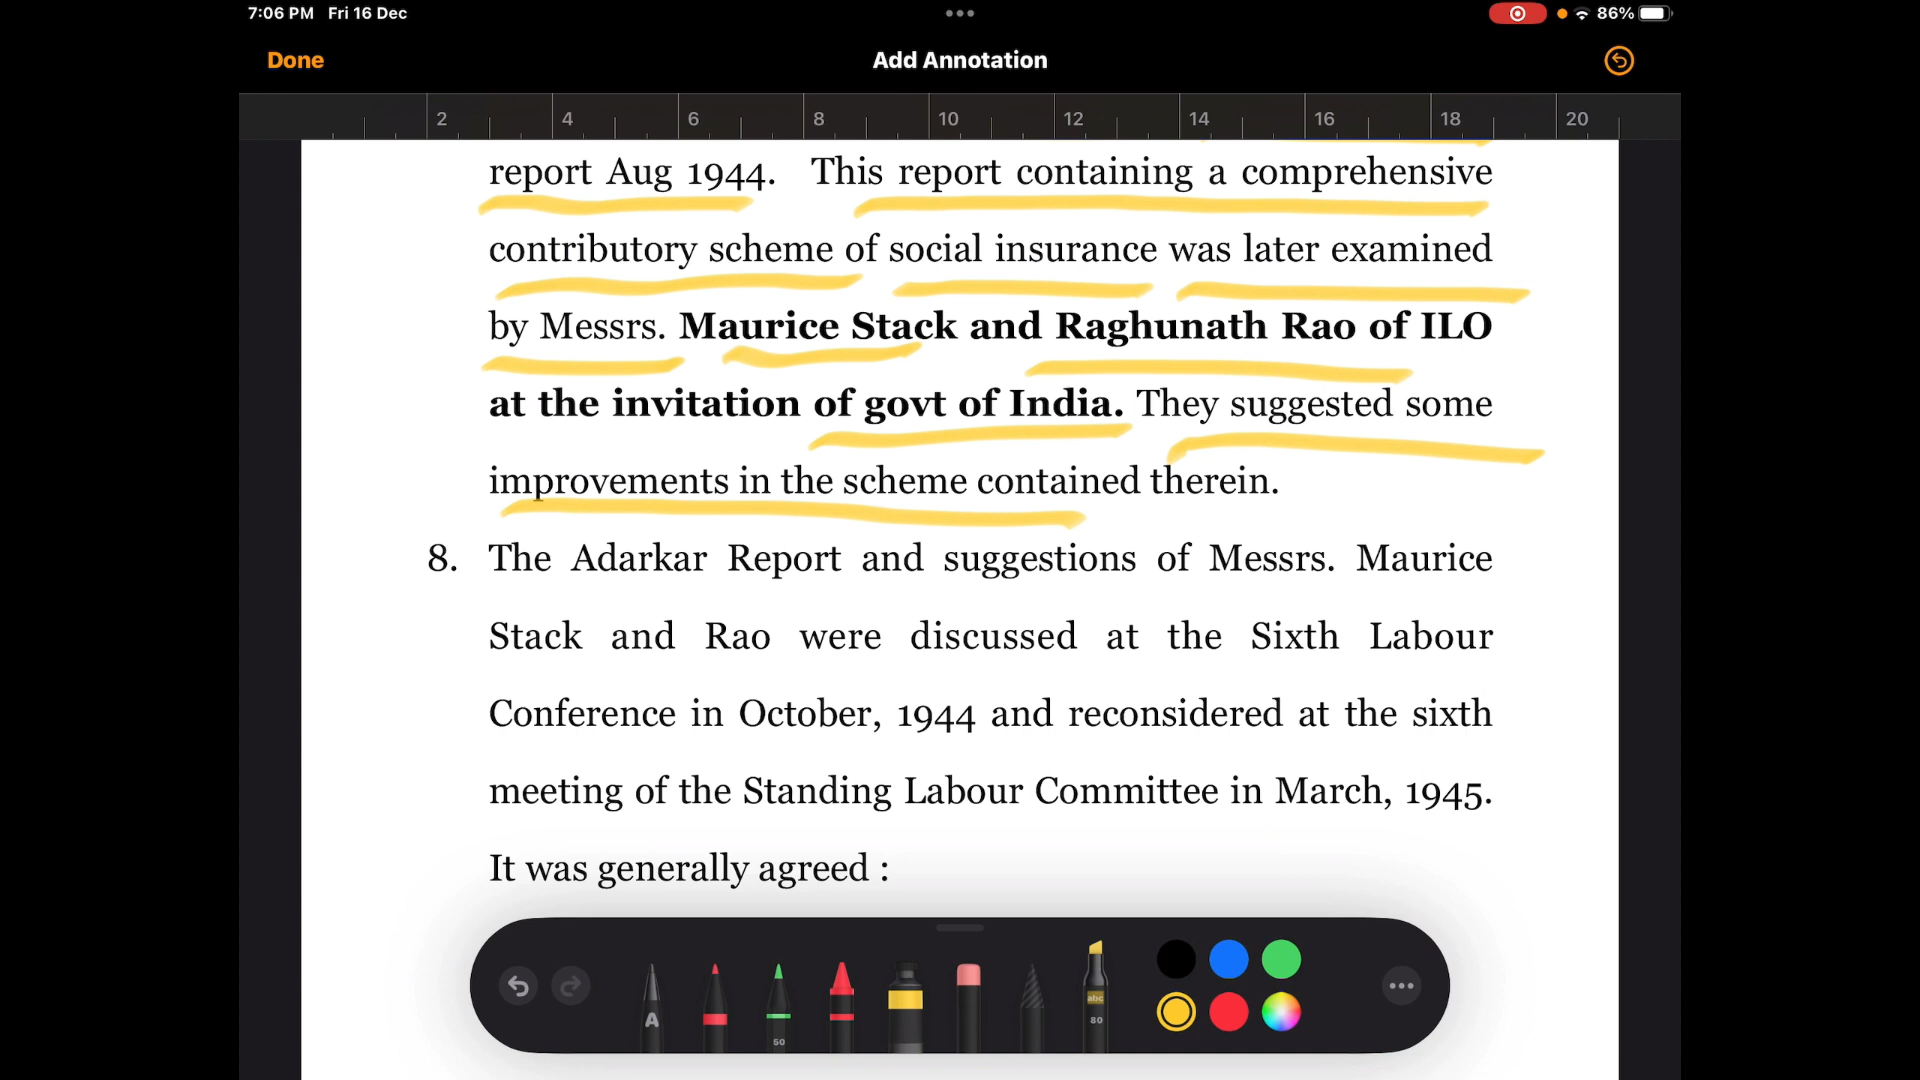 7:06 PM Fri 16 Dec
86%
Done
Add Annotation
2 4 6 8 10 12 14 16 18 20
report Aug 1944. This report containing a comprehensive
contributory scheme of social insurance was later examined
by Messrs. Maurice Stack and Raghunath Rao of ILO
at the invitation of govt of India. They suggested some
improvements in the scheme contained therein.
8. The Adarkar Report and suggestions of Messrs. Maurice
Stack and Rao were discussed at the Sixth Labour
Conference in October, 1944 and reconsidered at the sixth
meeting of the Standing Labour Committee in March, 1945.
It was generally agreed :
A
50
abc
80